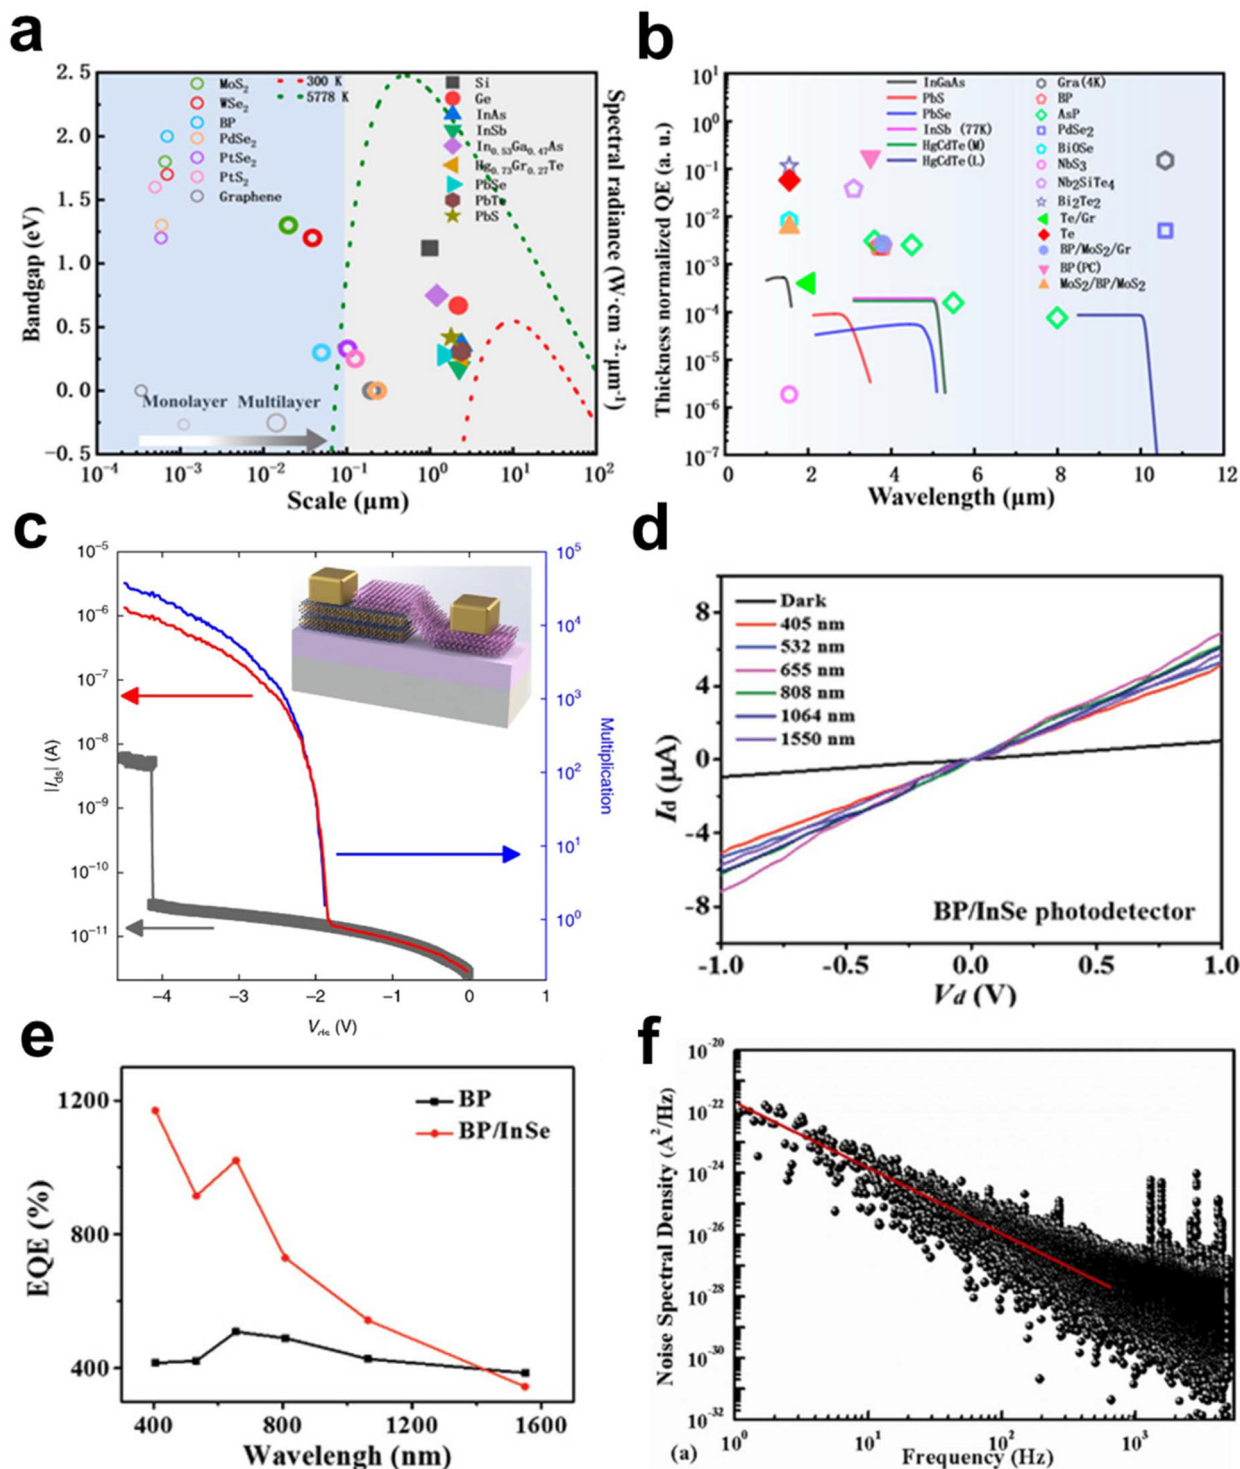 a
2.5
2.0
1.5
1.0
0.5
0.0
−0.5
Bandgap (eV)
MoS2
WSe2
BP
PdSe2
PtSe2
PtS2
Graphene
300 K
5778 K
Si
Ge
InAs
InSb
In0.53Ga0.47As
Hg0.73Gr0.27Te
PbSe
PbTe
PbS
Monolayer
Multilayer
10−4
10−3
10−2
10−1
100
101
102
Scale (μm)
Spectral radiance (W·cm−2·μm−1)
b
101
100
10−1
10−2
10−3
10−4
10−5
10−6
10−7
Thickness normalized QE (a. u.)
InGaAs
PbS
PbSe
InSb (77K)
HgCdTe(M)
HgCdTe(L)
Gra(4K)
BP
AsP
PdSe2
BiOSe
NbS3
Nb2SiTe4
Bi2Te2
Te/Gr
Te
BP/MoS2/Gr
BP(PC)
MoS2/BP/MoS2
0
2
4
6
8
10
12
Wavelength (μm)
c
10−5
10−6
10−7
10−8
10−9
10−10
10−11
|Ids| (A)
105
104
103
102
101
100
Multiplication
−4
−3
−2
−1
0
1
Vds (V)
d
8
4
0
-4
-8
Id (μA)
Dark
405 nm
532 nm
655 nm
808 nm
1064 nm
1550 nm
BP/InSe photodetector
-1.0
-0.5
0.0
0.5
1.0
Vd (V)
e
1200
800
400
EQE (%)
BP
BP/InSe
400
800
1200
1600
Wavelengh (nm)
f
10-20
10-22
10-24
10-26
10-28
10-30
10-32
Noise Spectral Density (A2/Hz)
100
101
102
103
(a)
Frequency (Hz)